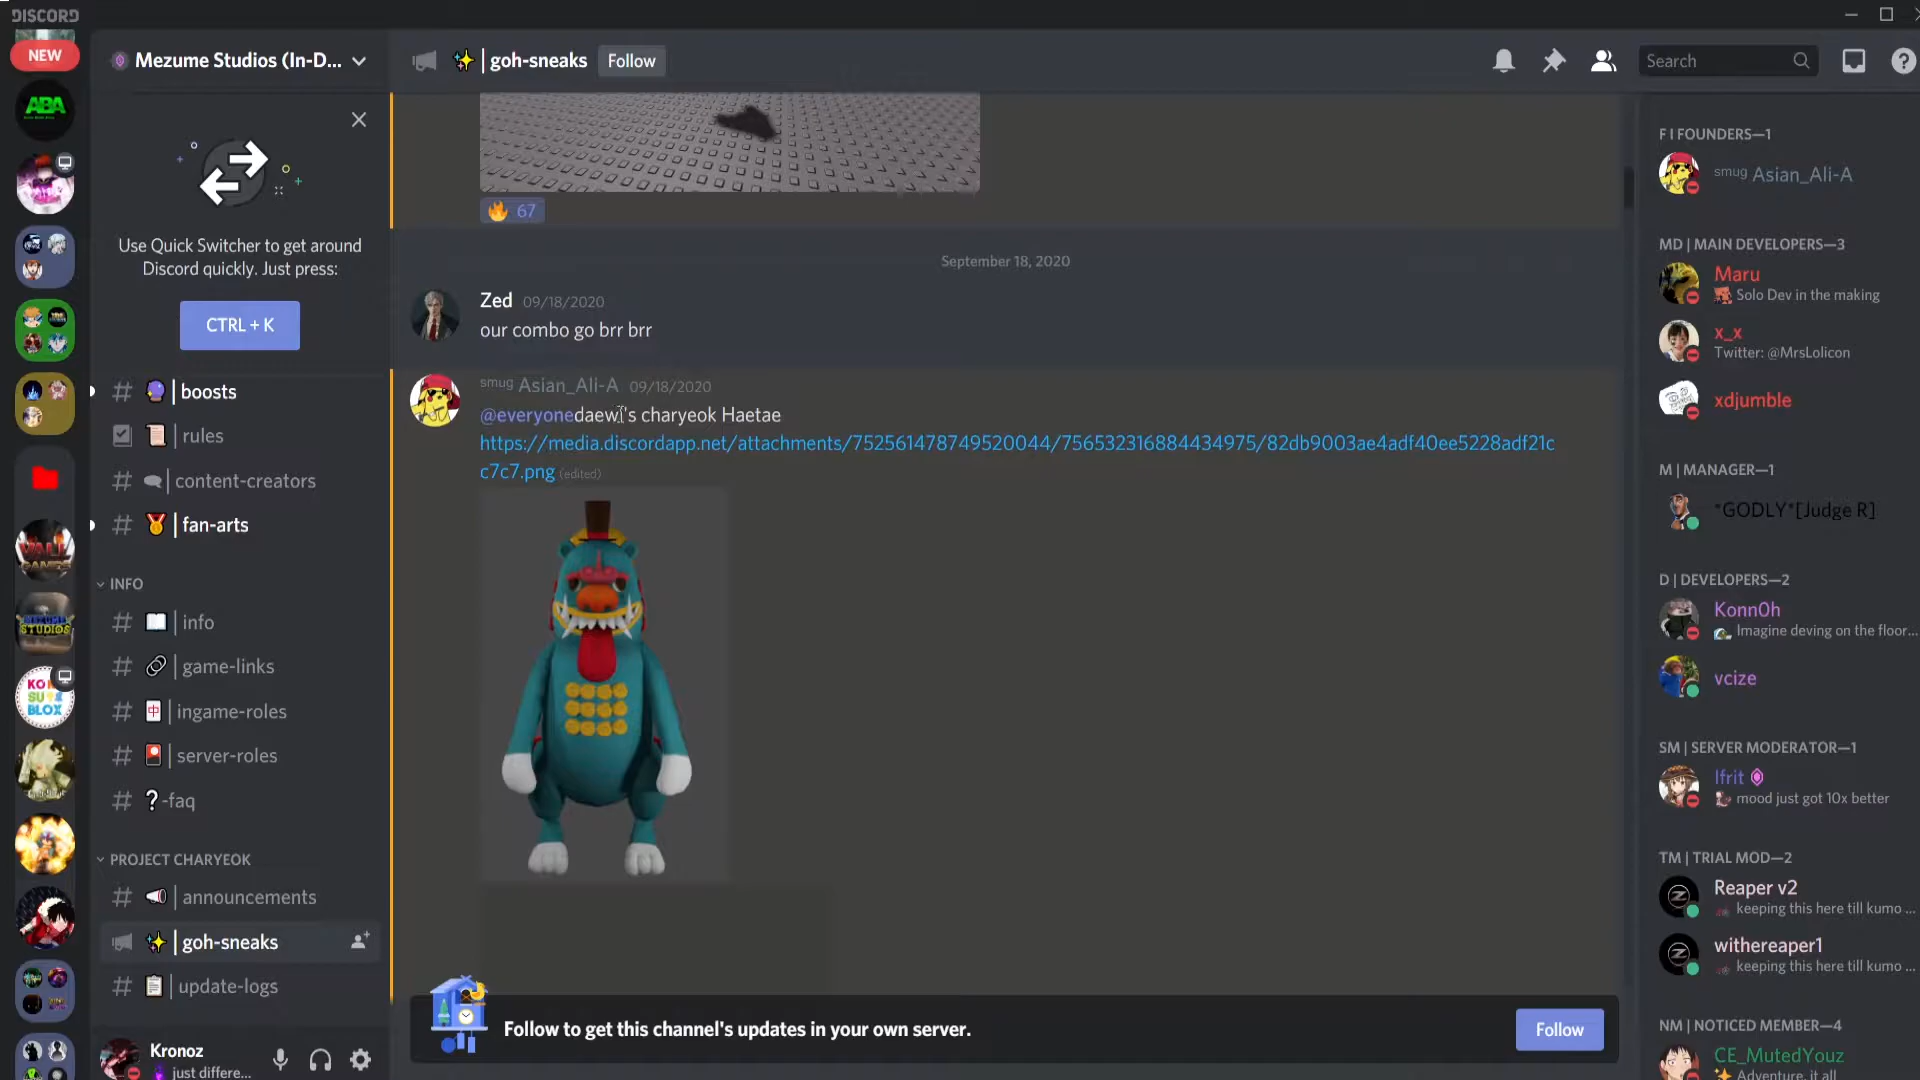 DISCORD
NEW
ABA
Mezume Studios (In-D...
Use Quick Switcher to get around
Discord quickly. Just press:
CTRL + K
boosts
rules
content-creators
fan-arts
INFO
info
game-links
ingame-roles
server-roles
?-faq
PROJECT CHARYEOK
announcements
goh-sneaks
update-logs
Kronoz
just differe...
goh-sneaks
Follow
Search
67
September 18, 2020
Zed 09/18/2020
our combo go brr brr
smug Asian_Ali-A 09/18/2020
@everyonedaewi's charyeok Haetae
https://media.discordapp.net/attachments/752561478749520044/756532316884434975/82db9003ae4adf40ee5228adf21c
c7c7.png (edited)
Follow to get this channel's updates in your own server.
Follow
F I FOUNDERS—1
smug Asian_Ali-A
MD | MAIN DEVELOPERS—3
Maru
Solo Dev in the making
x_x
Twitter: @MrsLolicon
xdjumble
M | MANAGER—1
*GODLY*[Judge R]
D | DEVELOPERS—2
Konn0h
Imagine deving on the floor...
vcize
SM | SERVER MODERATOR—1
Ifrit
mood just got 10x better
TM | TRIAL MOD—2
Reaper v2
keeping this here till kumo ...
withereaper1
keeping this here till kumo ...
NM | NOTICED MEMBER—4
CE_MutedYouz
Adventure, it all